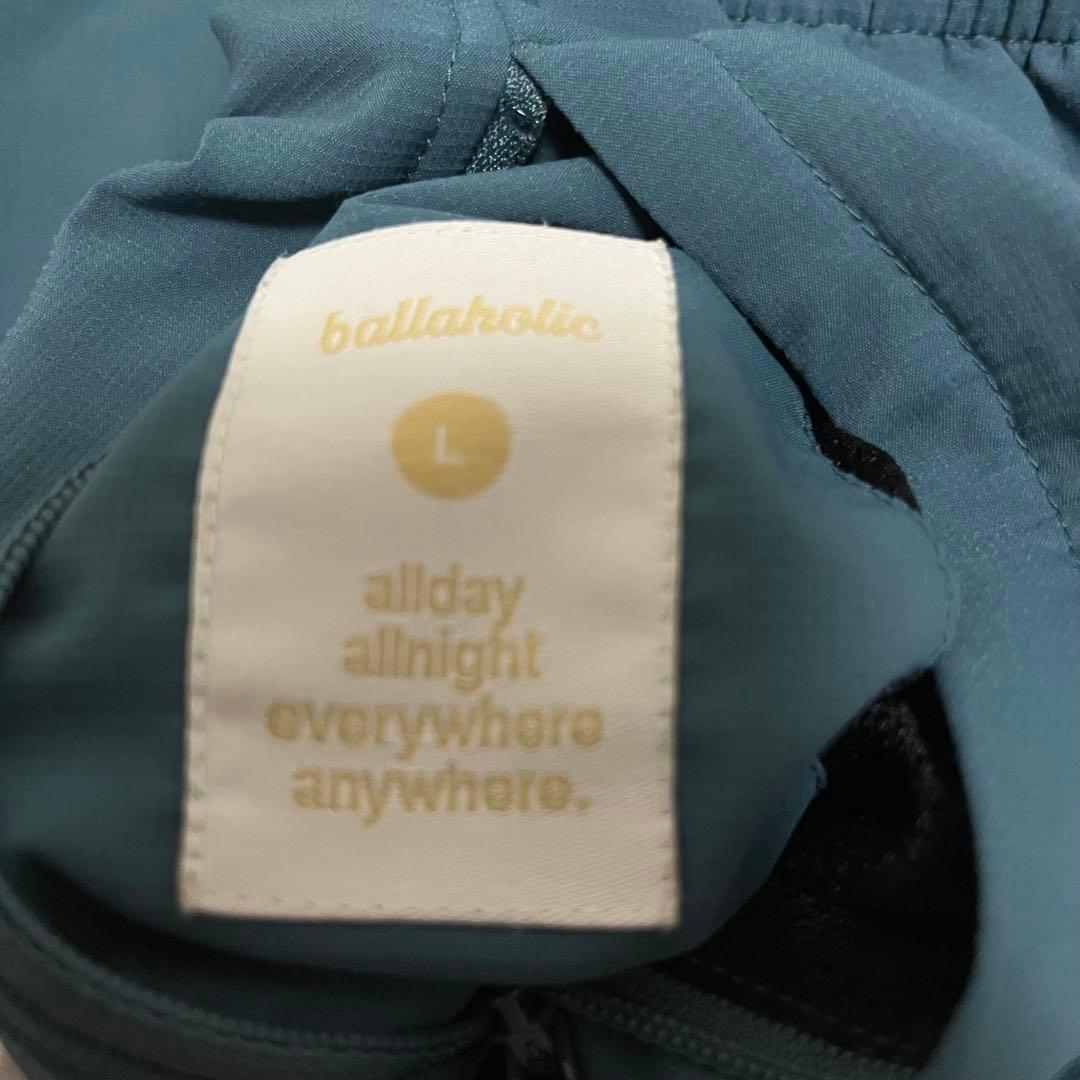 ballaholic
L
allday
allnight
everywhere
anywhere.